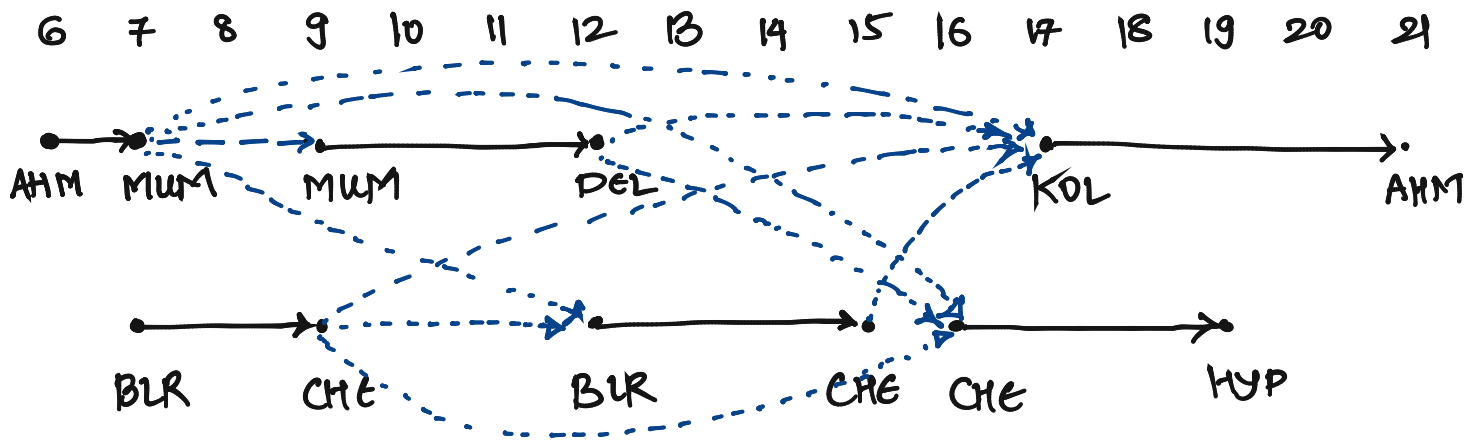 6 7 8 9 10 11 12 13 14 15 16 17 18 19 20 21
AHM MUM MUM DEL KOL AHM
BLR CHE BLR CHE CHE HYP